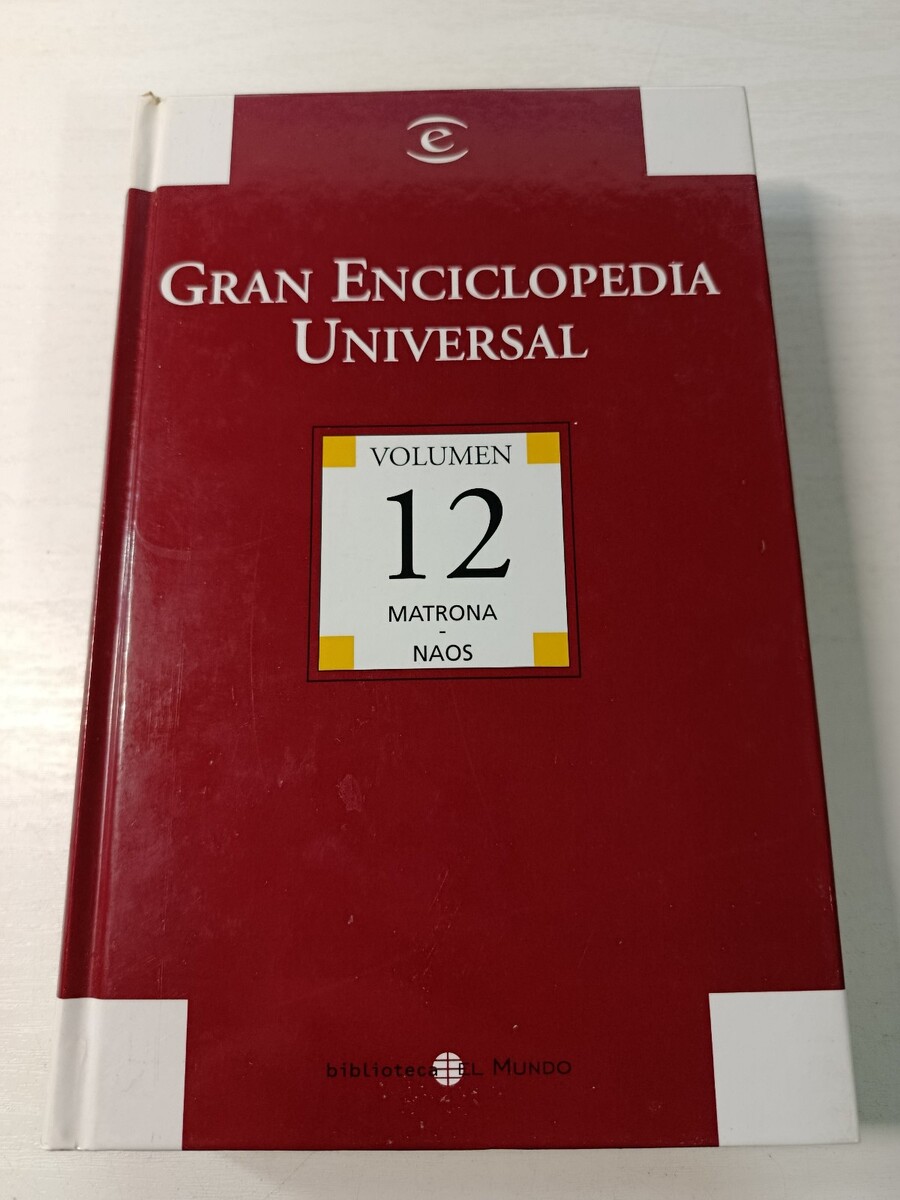 e
GRAN ENCICLOPEDIA
UNIVERSAL
VOLUMEN
12
MATRONA
-
NAOS
biblioteca EL MUNDO